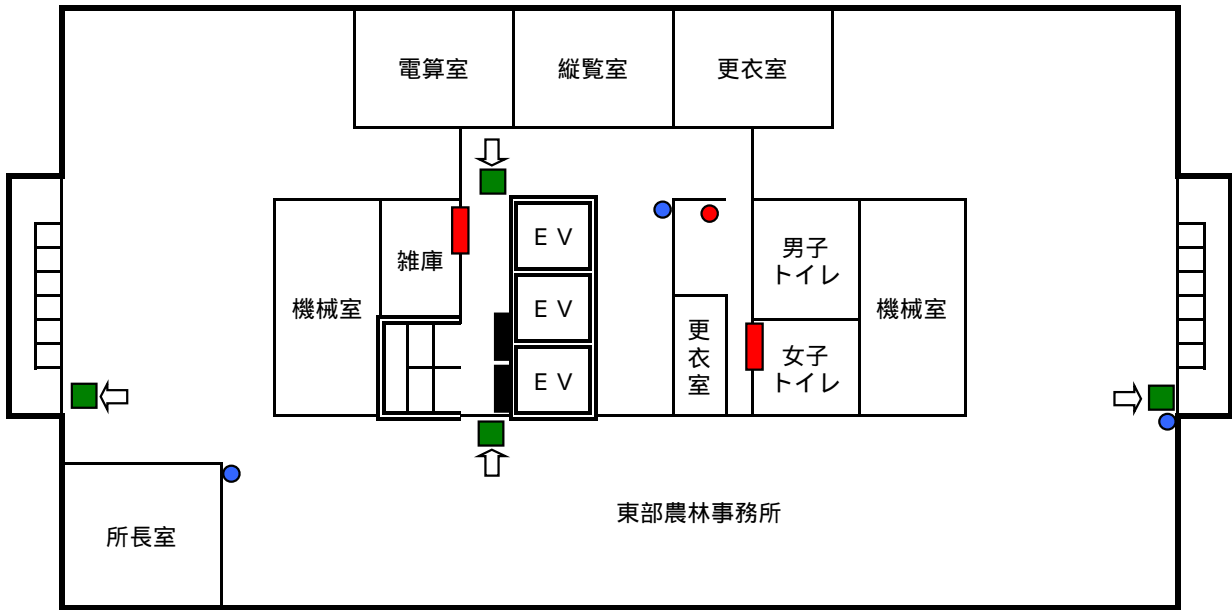 電算室
縦覧室
更衣室
ＥＶ
男子
トイレ
雑庫
機械室
ＥＶ
機械室
更
衣
室
女子
トイレ
ＥＶ
東部農林事務所
所長室